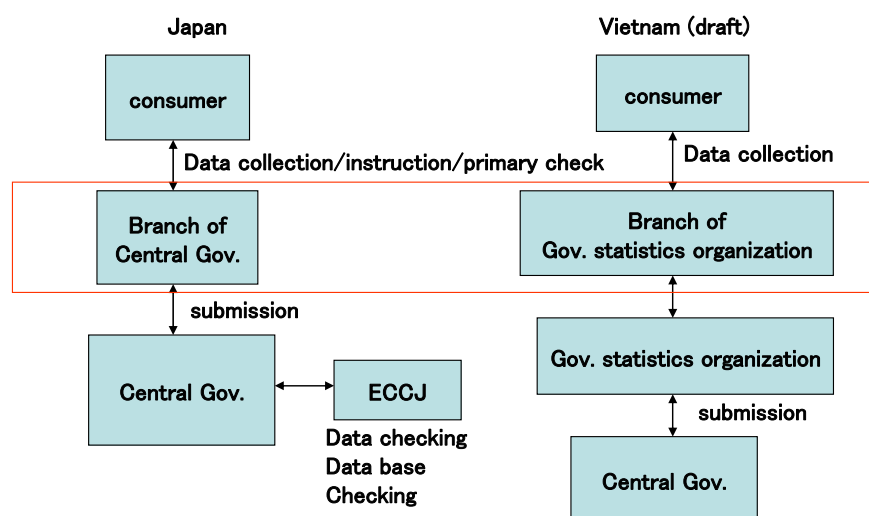 Japan
consumer
Data collection/instruction/primary check
Branch of
Central Gov.
submission
Central Gov.
ECCJ
Data checking
Data base
Checking
Vietnam (draft)
consumer
Data collection
Branch of
Gov. statistics organization
Gov. statistics organization
submission
Central Gov.